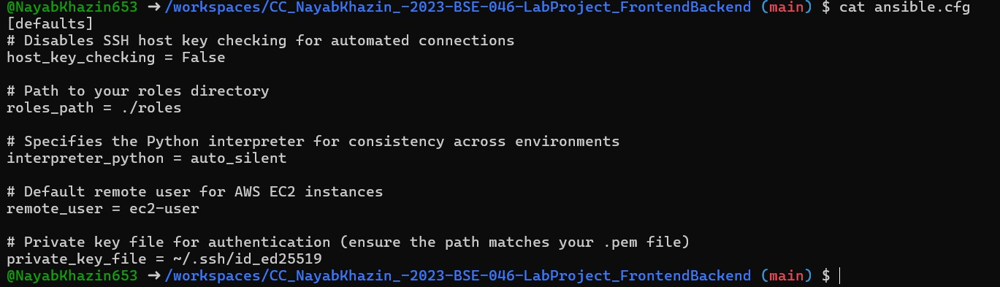 @NayabKhazin653 ➜ /workspaces/CC_NayabKhazin_-2023-BSE-046-LabProject_FrontendBackend (main) $ cat ansible.cfg
[defaults]
# Disables SSH host key checking for automated connections
host_key_checking = False

# Path to your roles directory
roles_path = ./roles

# Specifies the Python interpreter for consistency across environments
interpreter_python = auto_silent

# Default remote user for AWS EC2 instances
remote_user = ec2-user

# Private key file for authentication (ensure the path matches your .pem file)
private_key_file = ~/.ssh/id_ed25519
@NayabKhazin653 ➜ /workspaces/CC_NayabKhazin_-2023-BSE-046-LabProject_FrontendBackend (main) $